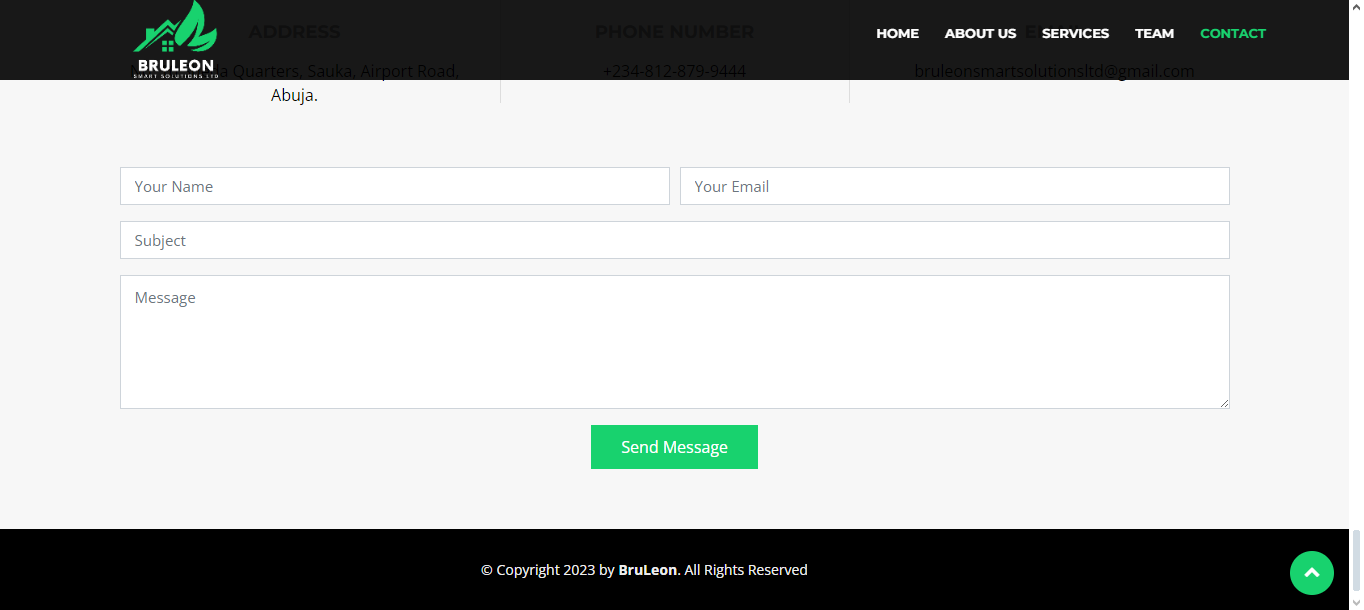 BRULEON
SMART SOLUTIONS LTD
HOME ABOUT US SERVICES TEAM CONTACT
ADDRESS
Quarters, Sauka, Airport Road,
Abuja.
PHONE NUMBER
+234-812-879-9444
bruleonsmartsolutionsltd@gmail.com
Your Name
Your Email
Subject
Message
Send Message
© Copyright 2023 by BruLeon. All Rights Reserved